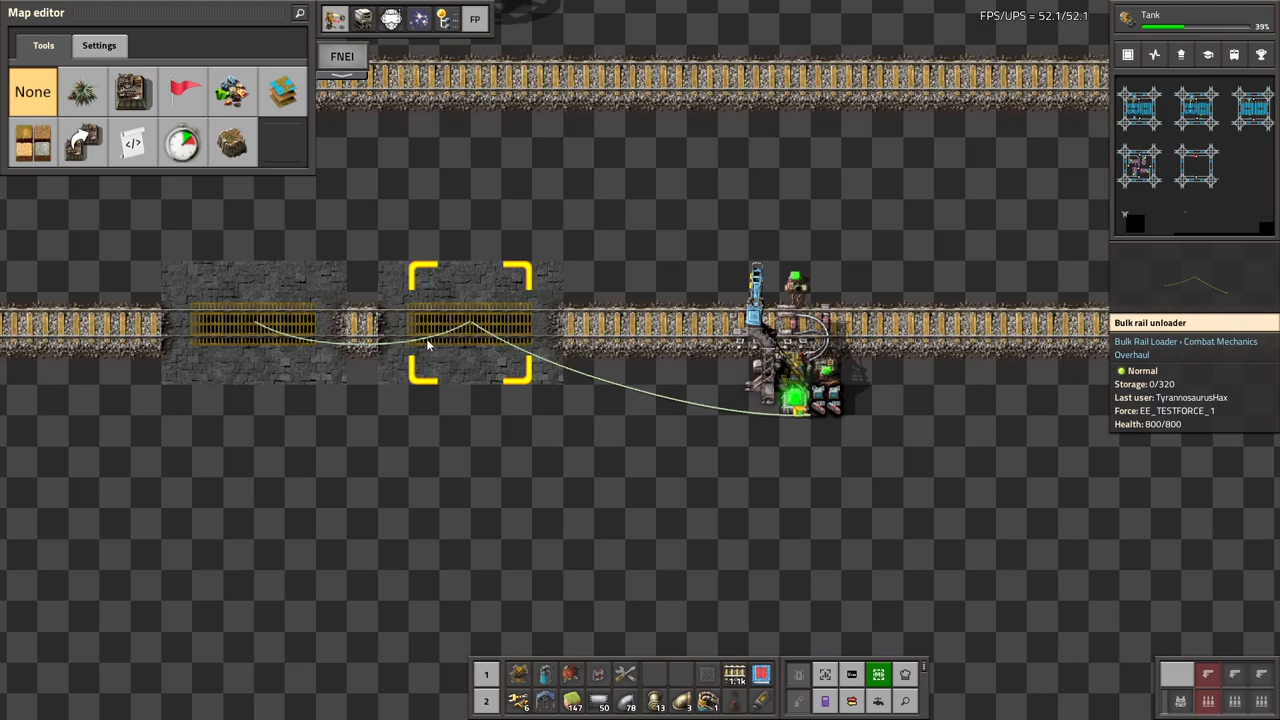 Map editor
Tools
Settings
None
FNEI
FP
FPS/UPS = 52.1/52.1
Tank
39%
Bulk rail unloader
Bulk Rail Loader › Combat Mechanics
Overhaul
Normal
Storage: 0/320
Last user: TyrannosaurusHax
Force: EE_TESTFORCE_1
Health: 800/800
1
1.1k
2
6
147
50
78
13
3
1